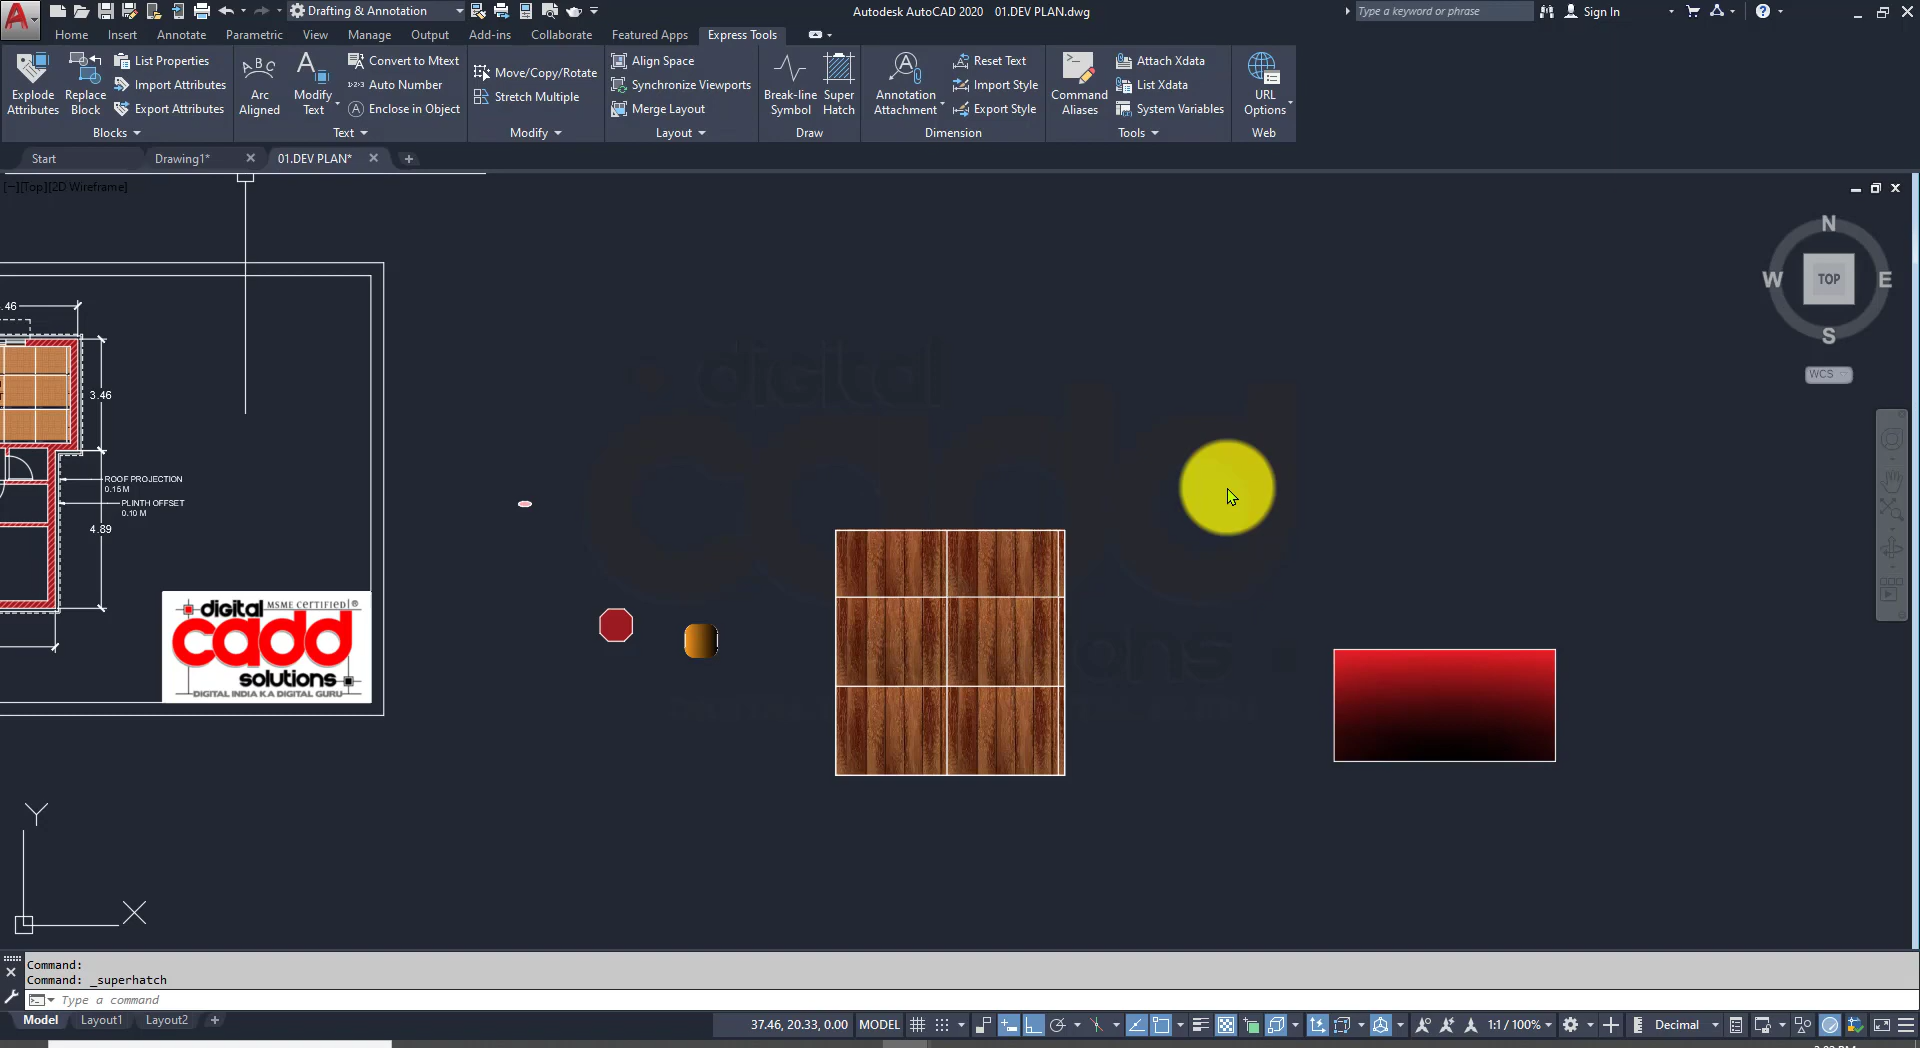 Drafting & Annotation
Autodesk AutoCAD 2020 01.DEV PLAN.dwg
Type a keyword or phrase
Sign In
Home Insert Annotate Parametric View Manage Output Add-ins Collaborate Featured Apps Express Tools
Explode Attributes
Replace Block
List Properties
Import Attributes
Export Attributes
Blocks
Arc Aligned
Modify Text
Convert to Mtext
Auto Number
Enclose in Object
Text
Move/Copy/Rotate
Stretch Multiple
Modify
Align Space
Synchronize Viewports
Merge Layout
Layout
Break-line Symbol
Super Hatch
Draw
Annotation Attachment
Reset Text
Import Style
Export Style
Dimension
Command Aliases
Attach Xdata
List Xdata
System Variables
Tools
URL Options
Web
Start Drawing1* 01.DEV PLAN*
[−][Top][2D Wireframe]
N
W TOP E
S
WCS
.46
3.46
ROOF PROJECTION
0.15 M
PLINTH OFFSET
0.10 M
4.89
digital MSME CERTIFIED ®
cadd
solutions
DIGITAL INDIA KA DIGITAL GURU
digital
cadd
Y
X
Command:
Command: _superhatch
Type a command
Model Layout1 Layout2
37.46, 20.33, 0.00 MODEL 1:1 / 100% Decimal